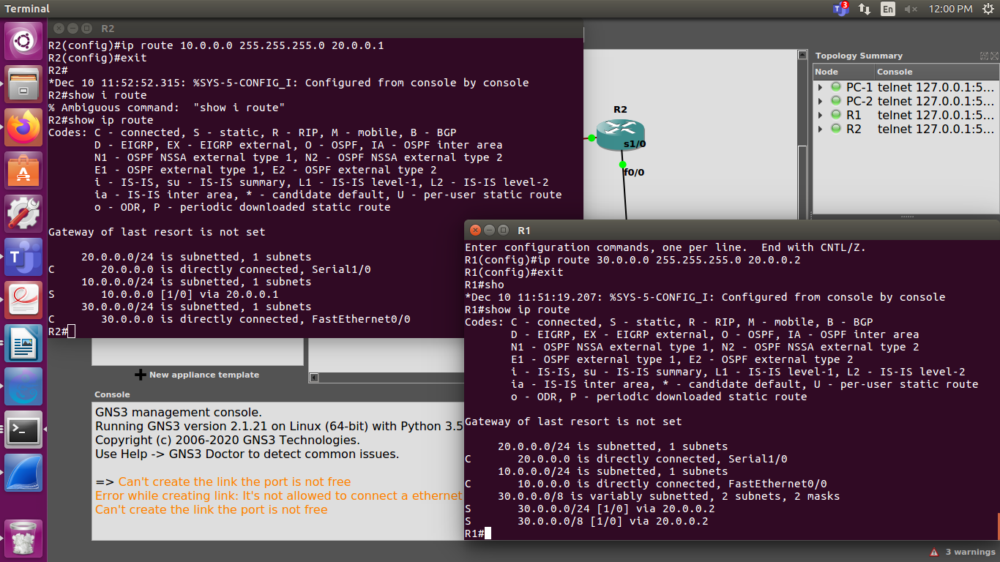 Terminal
3
En
12:00 PM
R2
R2(config)#ip route 10.0.0.0 255.255.255.0 20.0.0.1
R2(config)#exit
R2#
*Dec 10 11:52:52.315: %SYS-5-CONFIG_I: Configured from console by console
R2#show i route
% Ambiguous command:  "show i route"
R2#show ip route
Codes: C - connected, S - static, R - RIP, M - mobile, B - BGP
       D - EIGRP, EX - EIGRP external, O - OSPF, IA - OSPF inter area
       N1 - OSPF NSSA external type 1, N2 - OSPF NSSA external type 2
       E1 - OSPF external type 1, E2 - OSPF external type 2
       i - IS-IS, su - IS-IS summary, L1 - IS-IS level-1, L2 - IS-IS level-2
       ia - IS-IS inter area, * - candidate default, U - per-user static route
       o - ODR, P - periodic downloaded static route
Gateway of last resort is not set
     20.0.0.0/24 is subnetted, 1 subnets
C       20.0.0.0 is directly connected, Serial1/0
     10.0.0.0/24 is subnetted, 1 subnets
S       10.0.0.0 [1/0] via 20.0.0.1
     30.0.0.0/24 is subnetted, 1 subnets
C       30.0.0.0 is directly connected, FastEthernet0/0
R2#
R2
s1/0
f0/0
Topology Summary
Node Console
PC-1 telnet 127.0.0.1:5...
PC-2 telnet 127.0.0.1:5...
R1 telnet 127.0.0.1:5...
R2 telnet 127.0.0.1:5...
R1
Enter configuration commands, one per line.  End with CNTL/Z.
R1(config)#ip route 30.0.0.0 255.255.255.0 20.0.0.2
R1(config)#exit
R1#sho
*Dec 10 11:51:19.207: %SYS-5-CONFIG_I: Configured from console by console
R1#show ip route
Codes: C - connected, S - static, R - RIP, M - mobile, B - BGP
       D - EIGRP, EX - EIGRP external, O - OSPF, IA - OSPF inter area
       N1 - OSPF NSSA external type 1, N2 - OSPF NSSA external type 2
       E1 - OSPF external type 1, E2 - OSPF external type 2
       i - IS-IS, su - IS-IS summary, L1 - IS-IS level-1, L2 - IS-IS level-2
       ia - IS-IS inter area, * - candidate default, U - per-user static route
       o - ODR, P - periodic downloaded static route
Gateway of last resort is not set
     20.0.0.0/24 is subnetted, 1 subnets
C       20.0.0.0 is directly connected, Serial1/0
     10.0.0.0/24 is subnetted, 1 subnets
C       10.0.0.0 is directly connected, FastEthernet0/0
     30.0.0.0/8 is variably subnetted, 2 subnets, 2 masks
S       30.0.0.0/24 [1/0] via 20.0.0.2
S       30.0.0.0/8 [1/0] via 20.0.0.2
R1#
New appliance template
Console
GNS3 management console.
Running GNS3 version 2.1.21 on Linux (64-bit) with Python 3.5
Copyright (c) 2006-2020 GNS3 Technologies.
Use Help -> GNS3 Doctor to detect common issues.
=> Can't create the link the port is not free
Error while creating link: It's not allowed to connect a ethernet
Can't create the link the port is not free
3 warnings